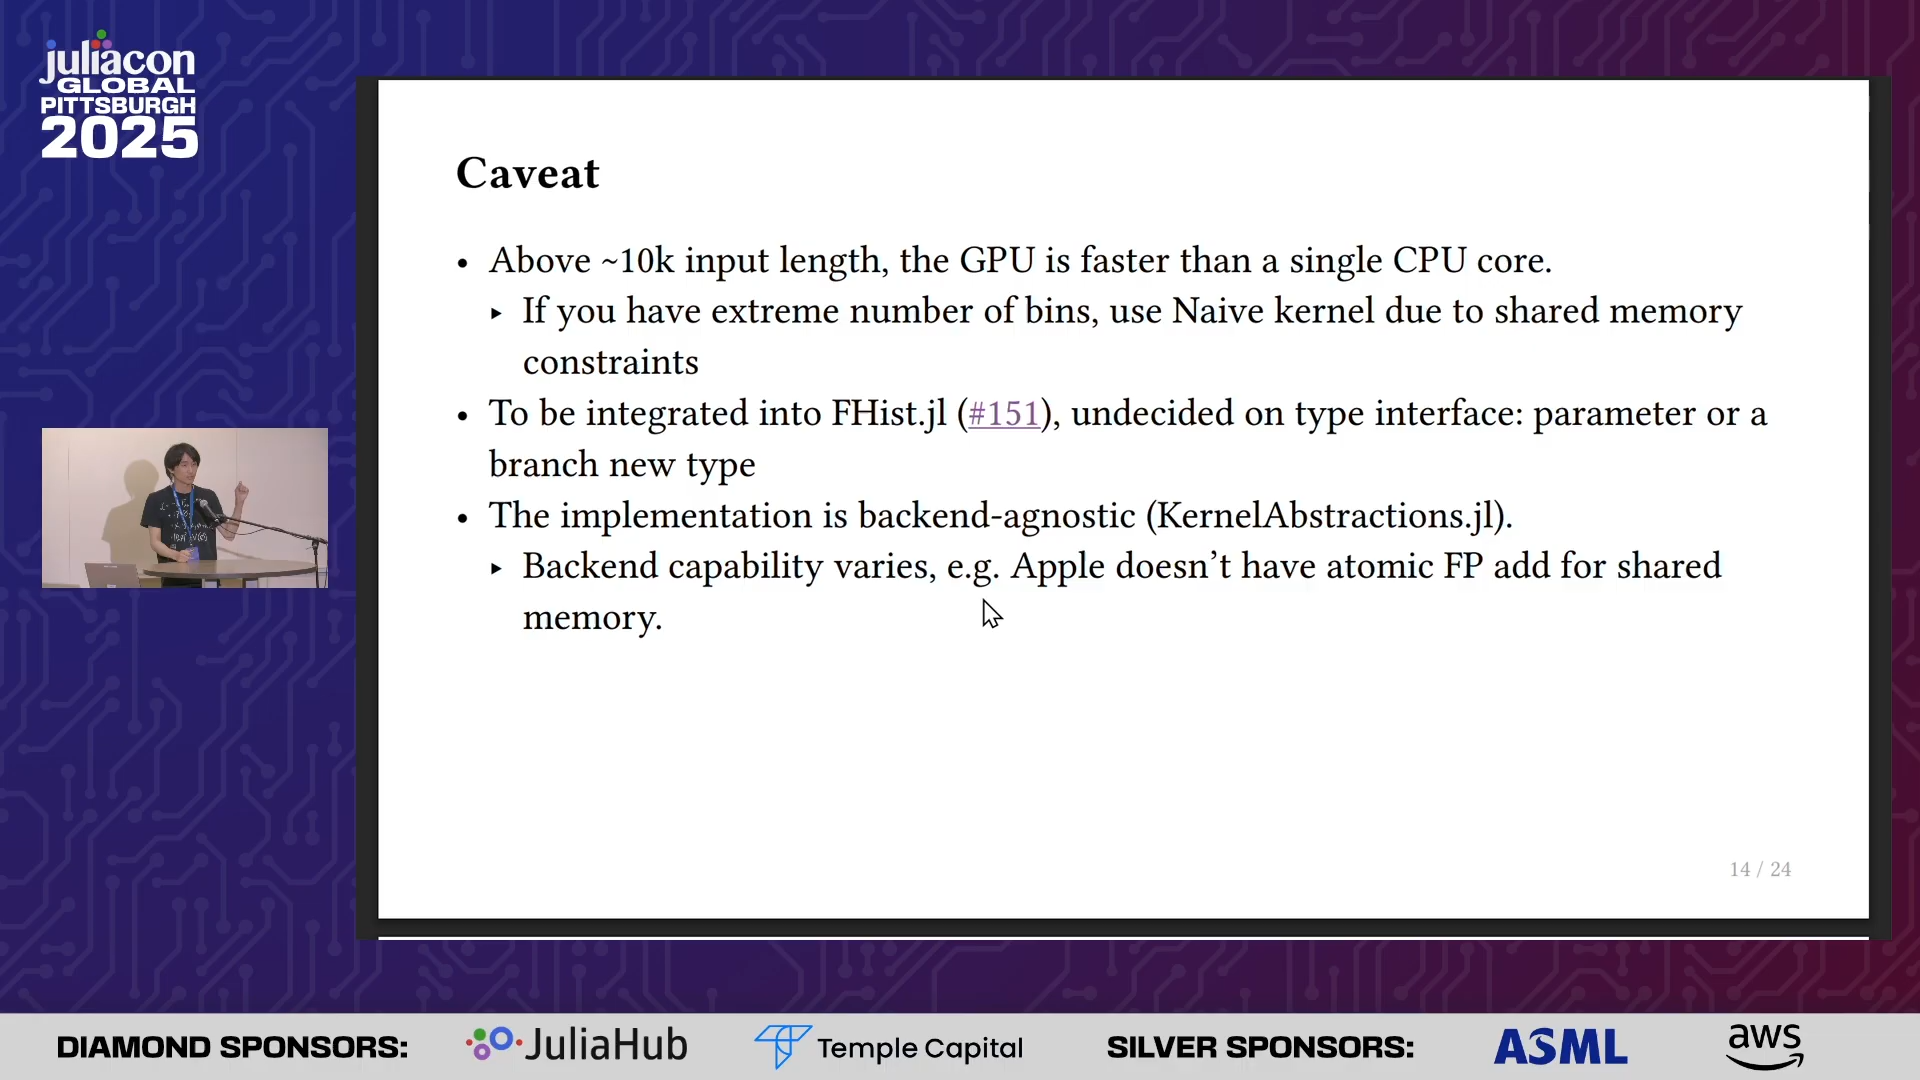 juliacon
GLOBAL
PITTSBURGH
2025
Caveat
• Above ~10k input length, the GPU is faster than a single CPU core.
‣ If you have extreme number of bins, use Naive kernel due to shared memory
constraints
• To be integrated into FHist.jl (#151), undecided on type interface: parameter or a
branch new type
• The implementation is backend-agnostic (KernelAbstractions.jl).
‣ Backend capability varies, e.g. Apple doesn’t have atomic FP add for shared
memory.
14 / 24
DIAMOND SPONSORS: JuliaHub Temple Capital SILVER SPONSORS: ASML aws